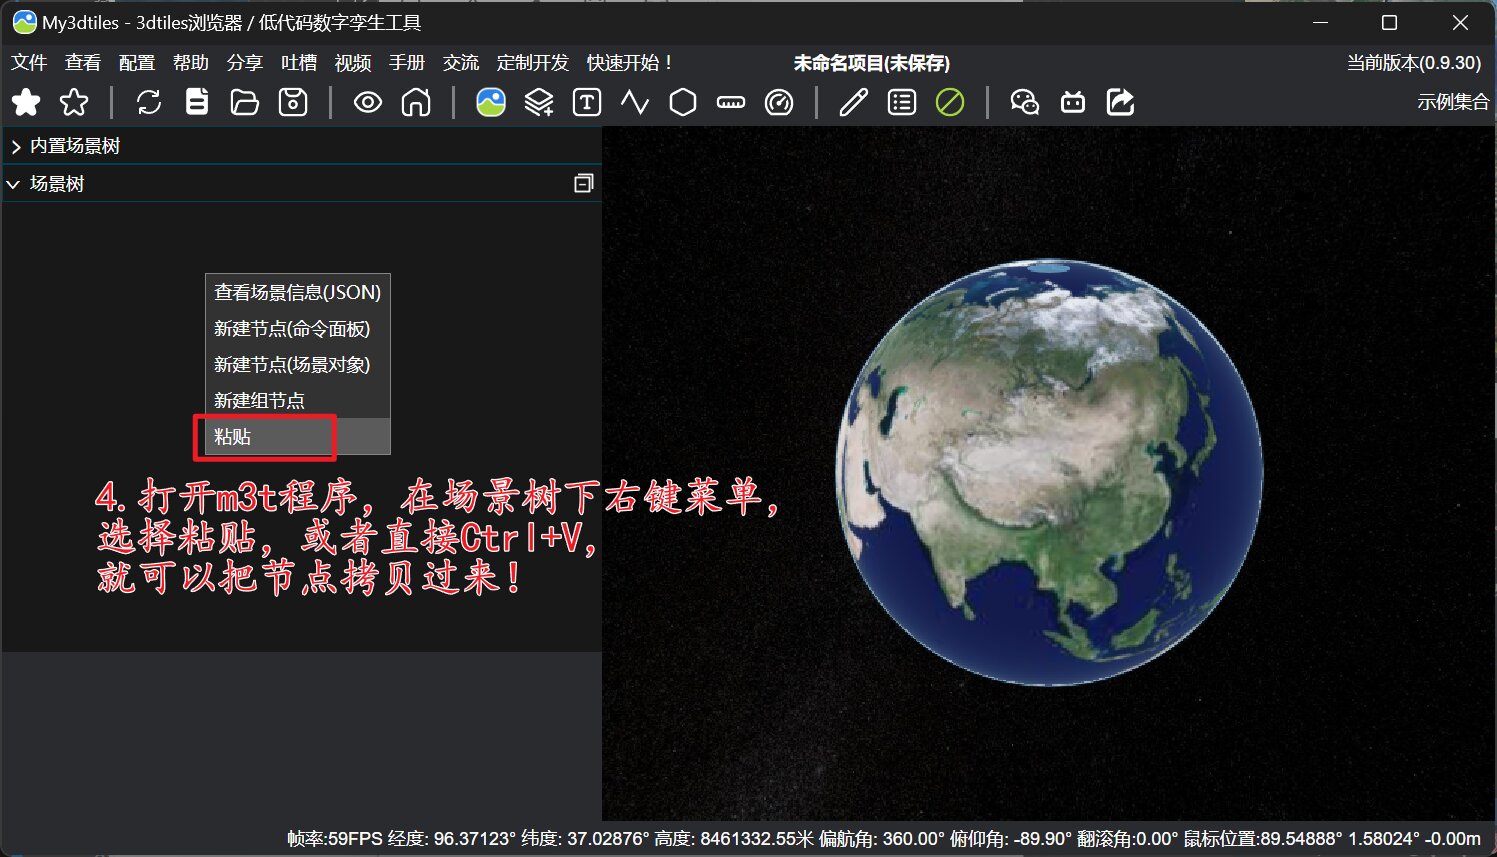 My3dtiles - 3dtiles浏览器 / 低代码数字孪生工具
文件 查看 配置 帮助 分享 吐槽 视频 手册 交流 定制开发 快速开始！ 未命名项目(未保存) 当前版本(0.9.30)
示例集合
内置场景树
场景树
查看场景信息(JSON)
新建节点(命令面板)
新建节点(场景对象)
新建组节点
粘贴
4.打开m3t程序，在场景树下右键菜单，
选择粘贴，或者直接Ctrl+V，
就可以把节点拷贝过来！
帧率:59FPS 经度: 96.37123° 纬度: 37.02876° 高度: 8461332.55米 偏航角: 360.00° 俯仰角: -89.90° 翻滚角:0.00° 鼠标位置:89.54888° 1.58024° -0.00m